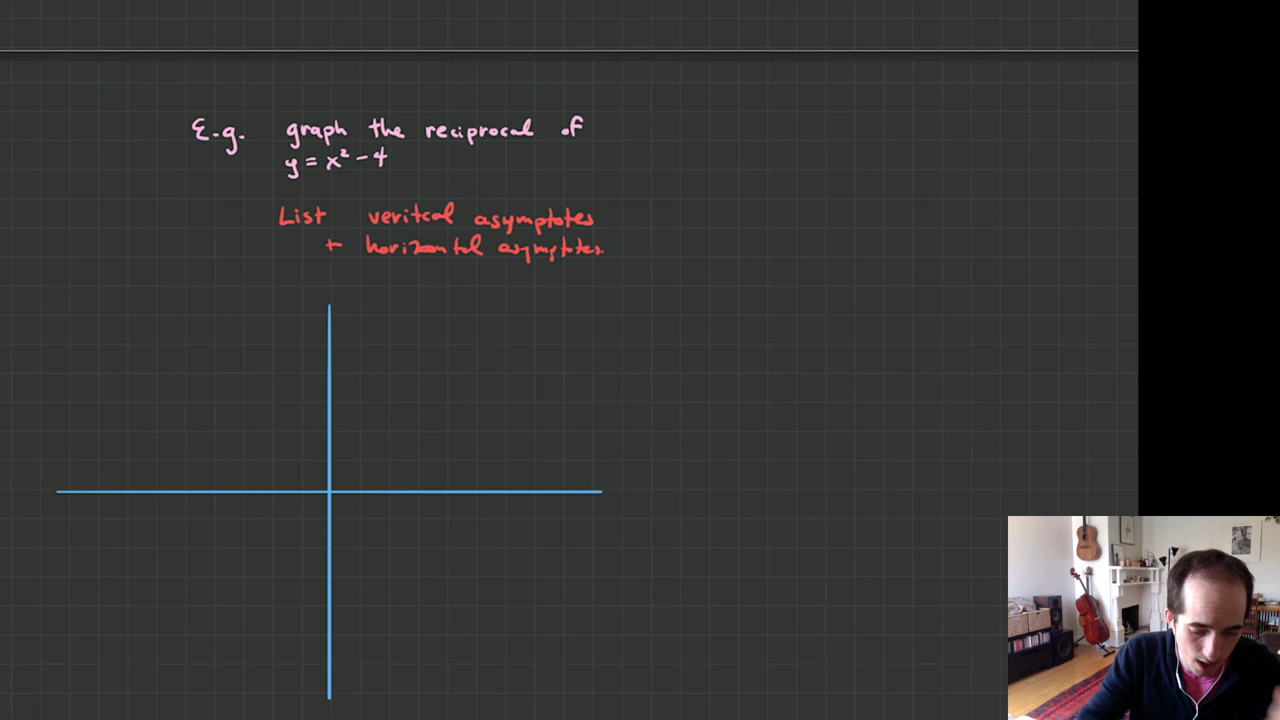 E.g. graph the reciprocal of
y = x² - 4
List veritcal asymptotes
+ horizontal asymptotes.